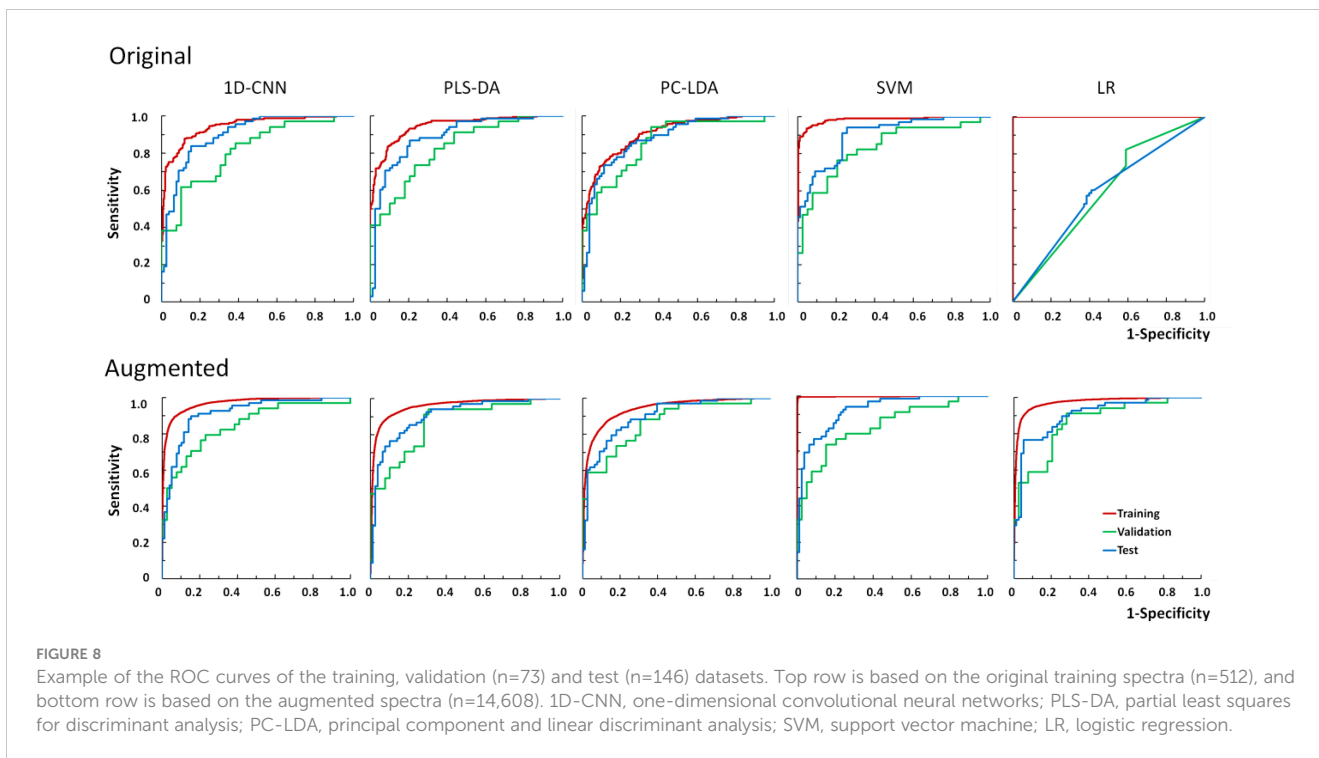 Original
1D-CNN PLS-DA PC-LDA SVM LR
1.0
0.8
0.6
0.4
0.2
0
Sensitivity
0 0.2 0.4 0.6 0.8 1.0 0 0.2 0.4 0.6 0.8 1.0 0 0.2 0.4 0.6 0.8 1.0 0 0.2 0.4 0.6 0.8 1.0 0 0.2 0.4 0.6 0.8 1.0
1-Specificity
Augmented
1.0
0.8
0.6
0.4
0.2
0
Sensitivity
Training
Validation
Test
0 0.2 0.4 0.6 0.8 1.0 0 0.2 0.4 0.6 0.8 1.0 0 0.2 0.4 0.6 0.8 1.0 0 0.2 0.4 0.6 0.8 1.0 0 0.2 0.4 0.6 0.8 1.0
1-Specificity
FIGURE 8
Example of the ROC curves of the training, validation (n=73) and test (n=146) datasets. Top row is based on the original training spectra (n=512), and
bottom row is based on the augmented spectra (n=14,608). 1D-CNN, one-dimensional convolutional neural networks; PLS-DA, partial least squares
for discriminant analysis; PC-LDA, principal component and linear discriminant analysis; SVM, support vector machine; LR, logistic regression.